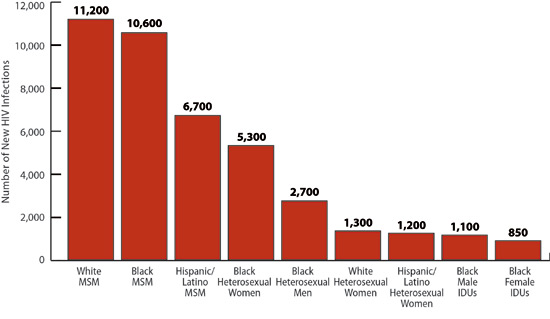 Number of New HIV Infections
12,000
10,000
8,000
6,000
4,000
2,000
0
11,200
10,600
6,700
5,300
2,700
1,300
1,200
1,100
850
White
MSM
Black
MSM
Hispanic/
Latino
MSM
Black
Heterosexual
Women
Black
Heterosexual
Men
White
Heterosexual
Women
Hispanic/
Latino
Heterosexual
Women
Black
Male
IDUs
Black
Female
IDUs